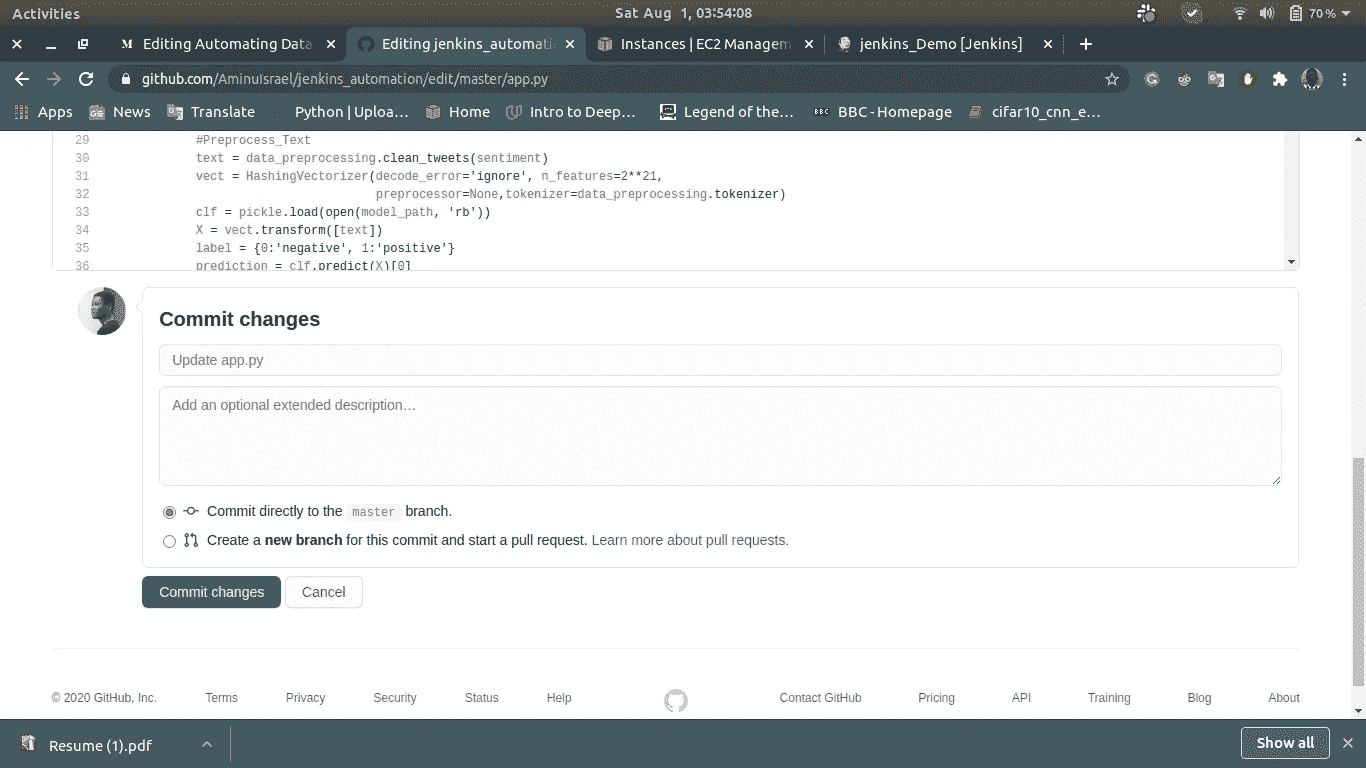 Activities Sat Aug 1, 03:54:08 70%
Editing Automating Data Editing jenkins_automati Instances | EC2 Managem jenkins_Demo [Jenkins]
github.com/AminuIsrael/jenkins_automation/edit/master/app.py
Apps News Translate Python | Uploa… Home Intro to Deep… Legend of the… BBC BBC - Homepage cifar10_cnn_e…
29 #Preprocess_Text
30 text = data_preprocessing.clean_tweets(sentiment)
31 vect = HashingVectorizer(decode_error='ignore', n_features=2**21,
32 preprocessor=None,tokenizer=data_preprocessing.tokenizer)
33 clf = pickle.load(open(model_path, 'rb'))
34 X = vect.transform([text])
35 label = {0:'negative', 1:'positive'}
36 prediction = clf.predict(X)[0]
Commit changes
Update app.py
Add an optional extended description…
Commit directly to the master branch.
Create a new branch for this commit and start a pull request. Learn more about pull requests.
Commit changes Cancel
© 2020 GitHub, Inc. Terms Privacy Security Status Help Contact GitHub Pricing API Training Blog About
Resume (1).pdf Show all